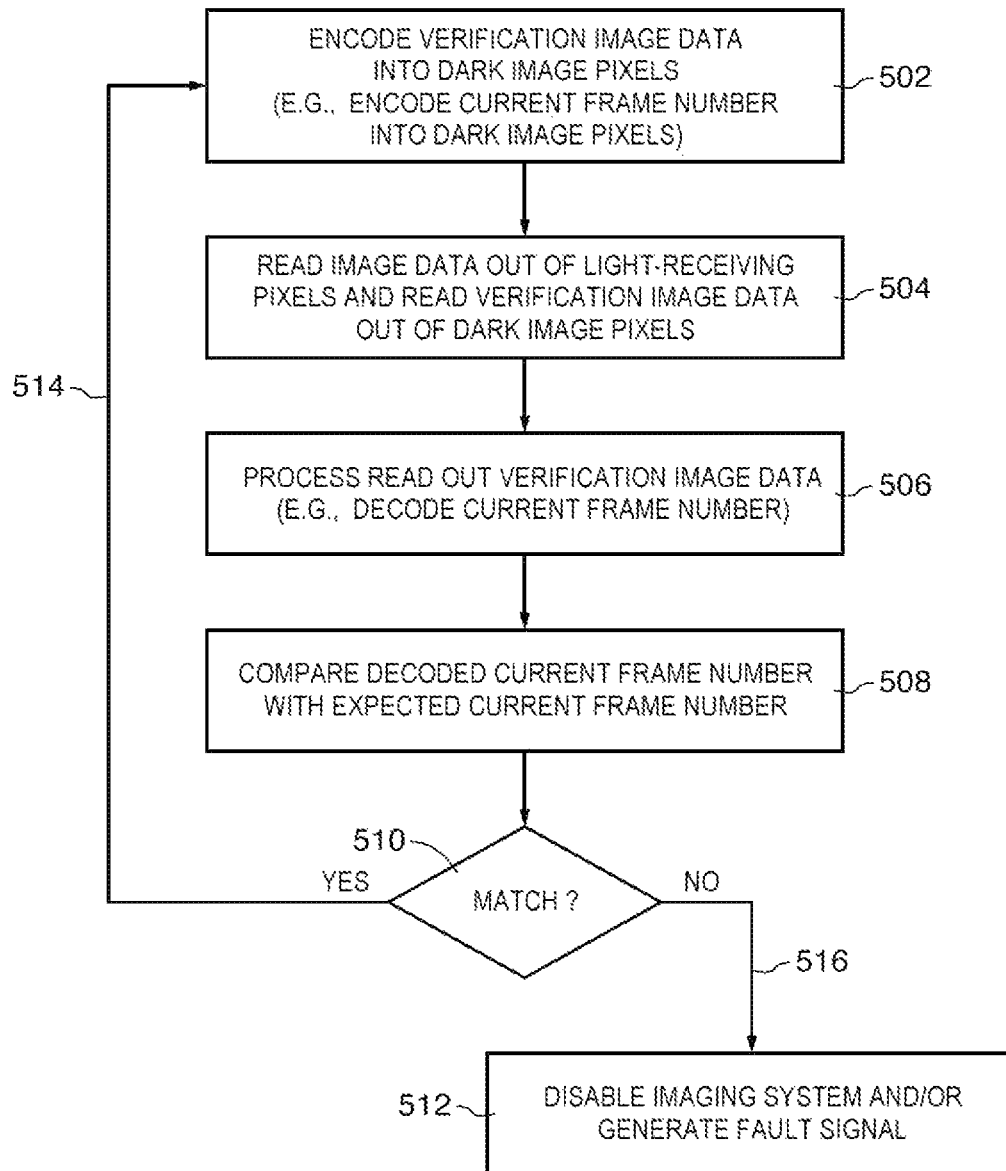 ENCODE VERIFICATION IMAGE DATA
INTO DARK IMAGE PIXELS
(E.G., ENCODE CURRENT FRAME NUMBER
INTO DARK IMAGE PIXELS)
502
READ IMAGE DATA OUT OF LIGHT-RECEIVING
PIXELS AND READ VERIFICATION IMAGE DATA
OUT OF DARK IMAGE PIXELS
504
514
PROCESS READ OUT VERIFICATION IMAGE DATA
(E.G., DECODE CURRENT FRAME NUMBER)
506
COMPARE DECODED CURRENT FRAME NUMBER
WITH EXPECTED CURRENT FRAME NUMBER
508
510
YES
MATCH ?
NO
516
512
DISABLE IMAGING SYSTEM AND/OR
GENERATE FAULT SIGNAL